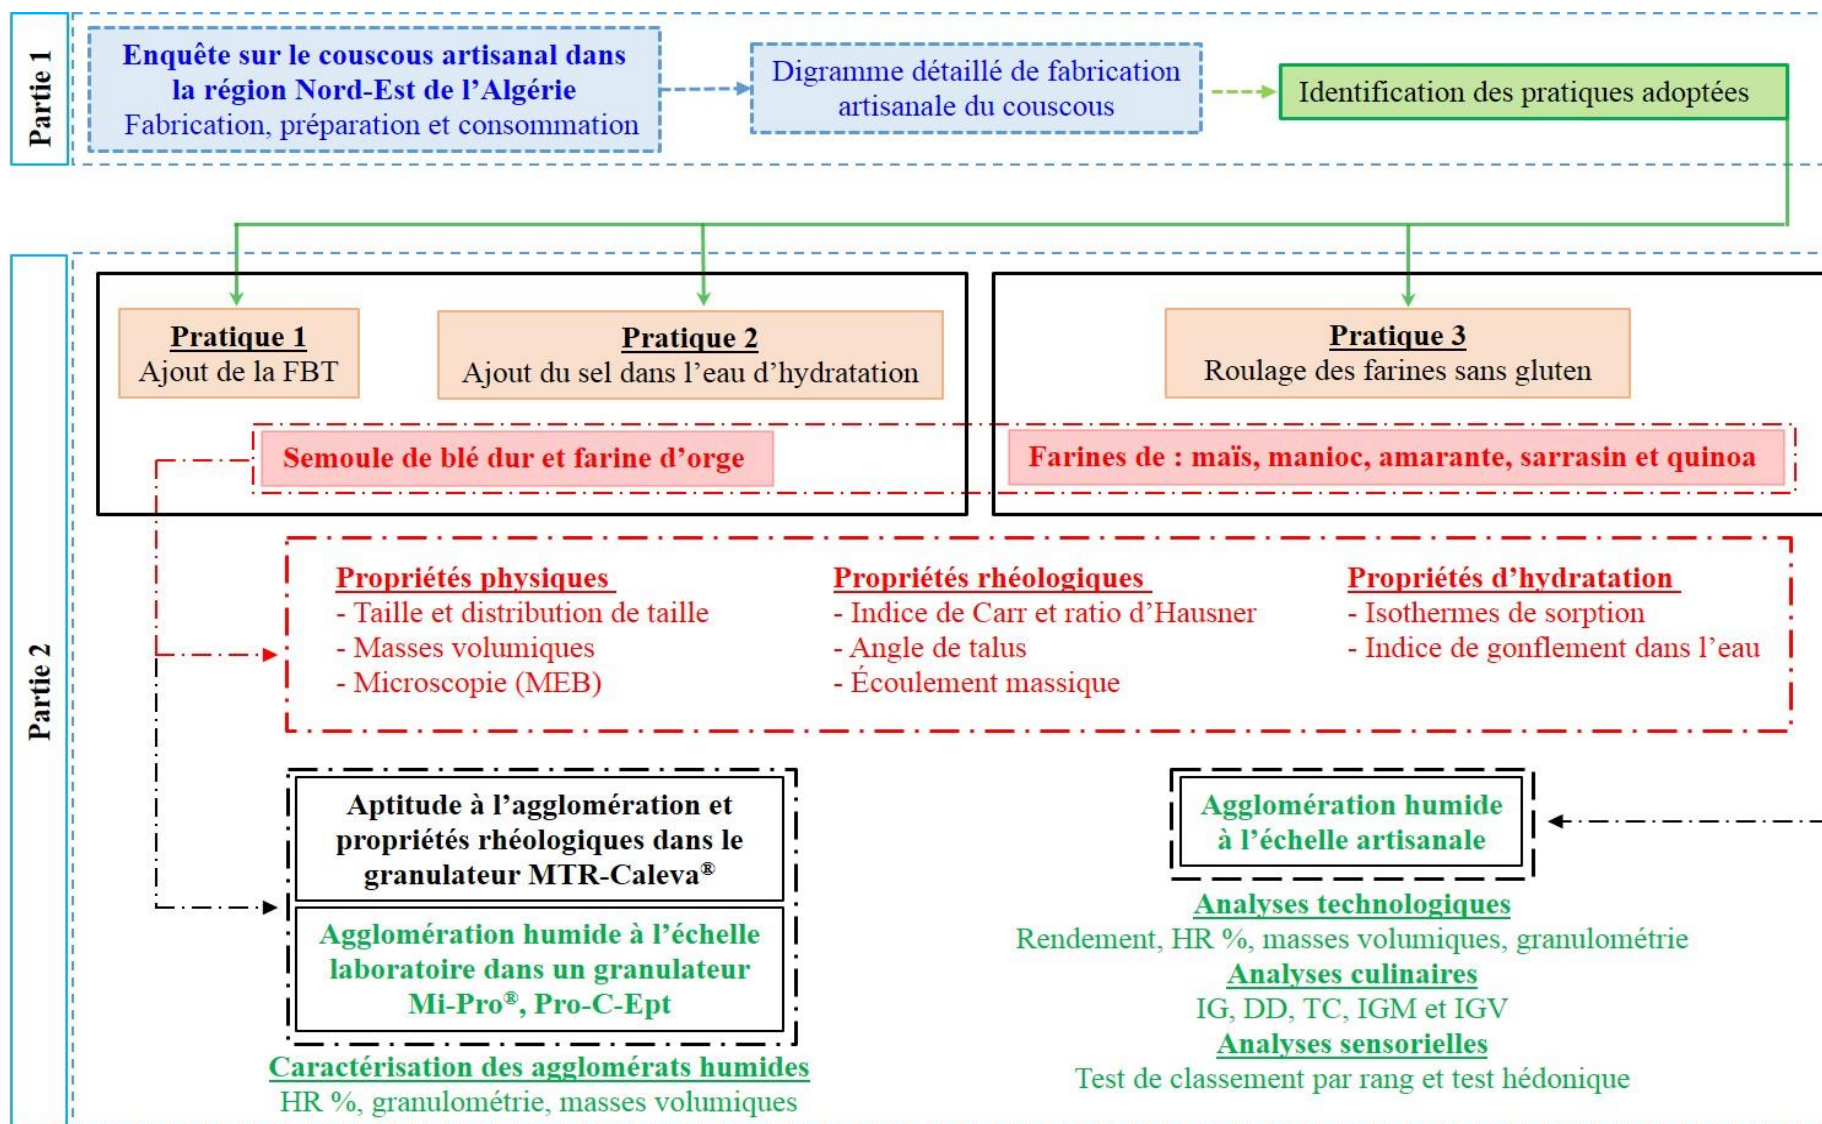 Partie 1
Enquête sur le couscous artisanal dans
la région Nord-Est de l'Algérie
Fabrication, préparation et consommation
Digramme détaillé de fabrication
artisanale du couscous
Identification des pratiques adoptées
Partie 2
Pratique 1
Ajout de la FBT
Pratique 2
Ajout du sel dans l'eau d'hydratation
Pratique 3
Roulage des farines sans gluten
Semoule de blé dur et farine d'orge
Farines de : maïs, manioc, amarante, sarrasin et quinoa
Propriétés physiques
- Taille et distribution de taille
- Masses volumiques
- Microscopie (MEB)
Propriétés rhéologiques
- Indice de Carr et ratio d'Hausner
- Angle de talus
- Écoulement massique
Propriétés d'hydratation
- Isothermes de sorption
- Indice de gonflement dans l'eau
Aptitude à l'agglomération et
propriétés rhéologiques dans le
granulateur MTR-Caleva®
Agglomération humide à l'échelle
laboratoire dans un granulateur
Mi-Pro®, Pro-C-Ept
Caractérisation des agglomérats humides
HR %, granulométrie, masses volumiques
Agglomération humide
à l'échelle artisanale
Analyses technologiques
Rendement, HR %, masses volumiques, granulométrie
Analyses culinaires
IG, DD, TC, IGM et IGV
Analyses sensorielles
Test de classement par rang et test hédonique